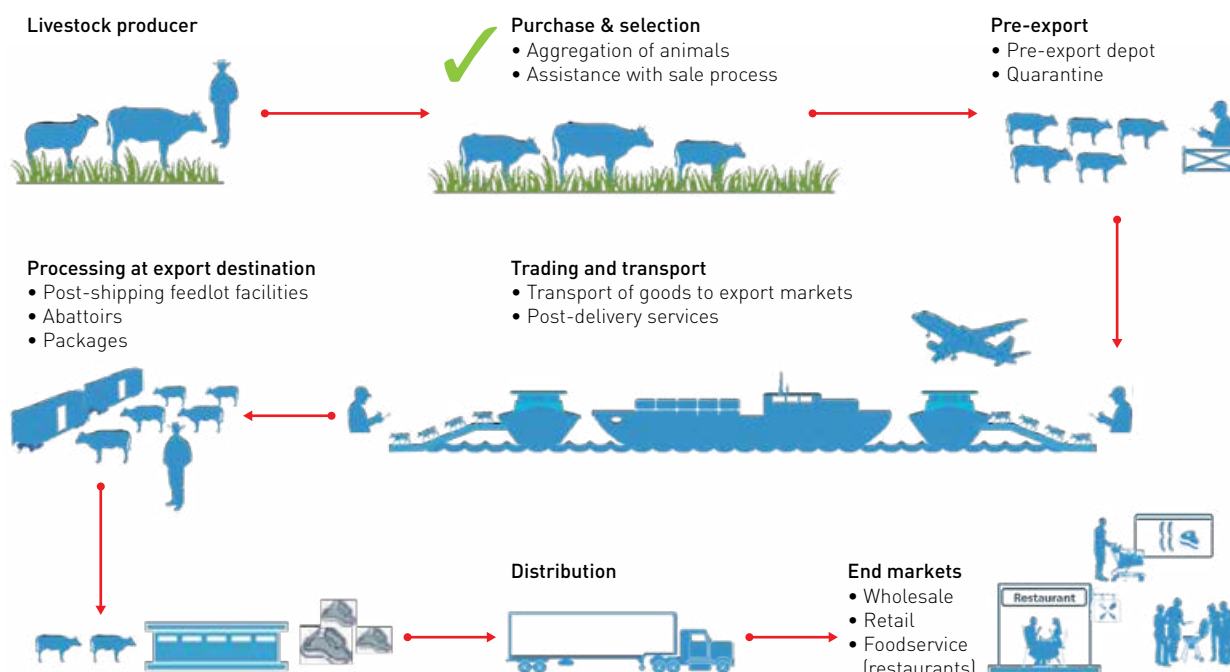 Livestock producer
Purchase & selection
• Aggregation of animals
• Assistance with sale process
Pre-export
• Pre-export depot
• Quarantine
Processing at export destination
• Post-shipping feedlot facilities
• Abattoirs
• Packages
Trading and transport
• Transport of goods to export markets
• Post-delivery services
Distribution
End markets
• Wholesale
• Retail
• Foodservice
(restaurants)
Restaurant